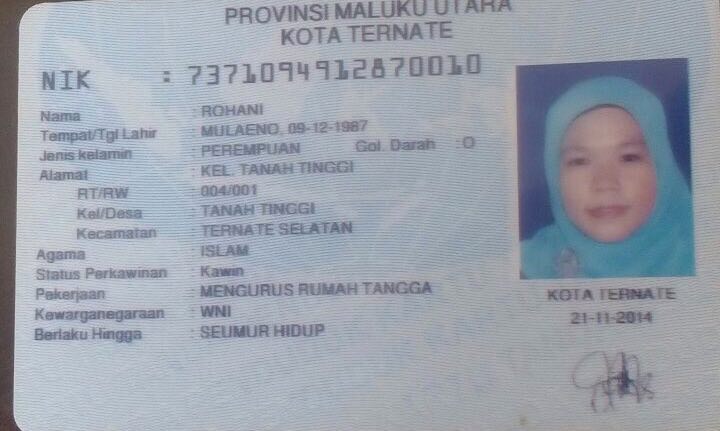 PROVINSI MALUKU UTARA
KOTA TERNATE
NIK : 7371094912870010
Nama : ROHANI
Tempat/Tgl Lahir : MULAENO, 09-12-1987
Jenis kelamin : PEREMPUAN Gol. Darah : O
Alamat : KEL. TANAH TINGGI
RT/RW : 004/001
Kel/Desa : TANAH TINGGI
Kecamatan : TERNATE SELATAN
Agama : ISLAM
Status Perkawinan : Kawin
Pekerjaan : MENGURUS RUMAH TANGGA
Kewarganegaraan : WNI
Berlaku Hingga : SEUMUR HIDUP
KOTA TERNATE
21-11-2014